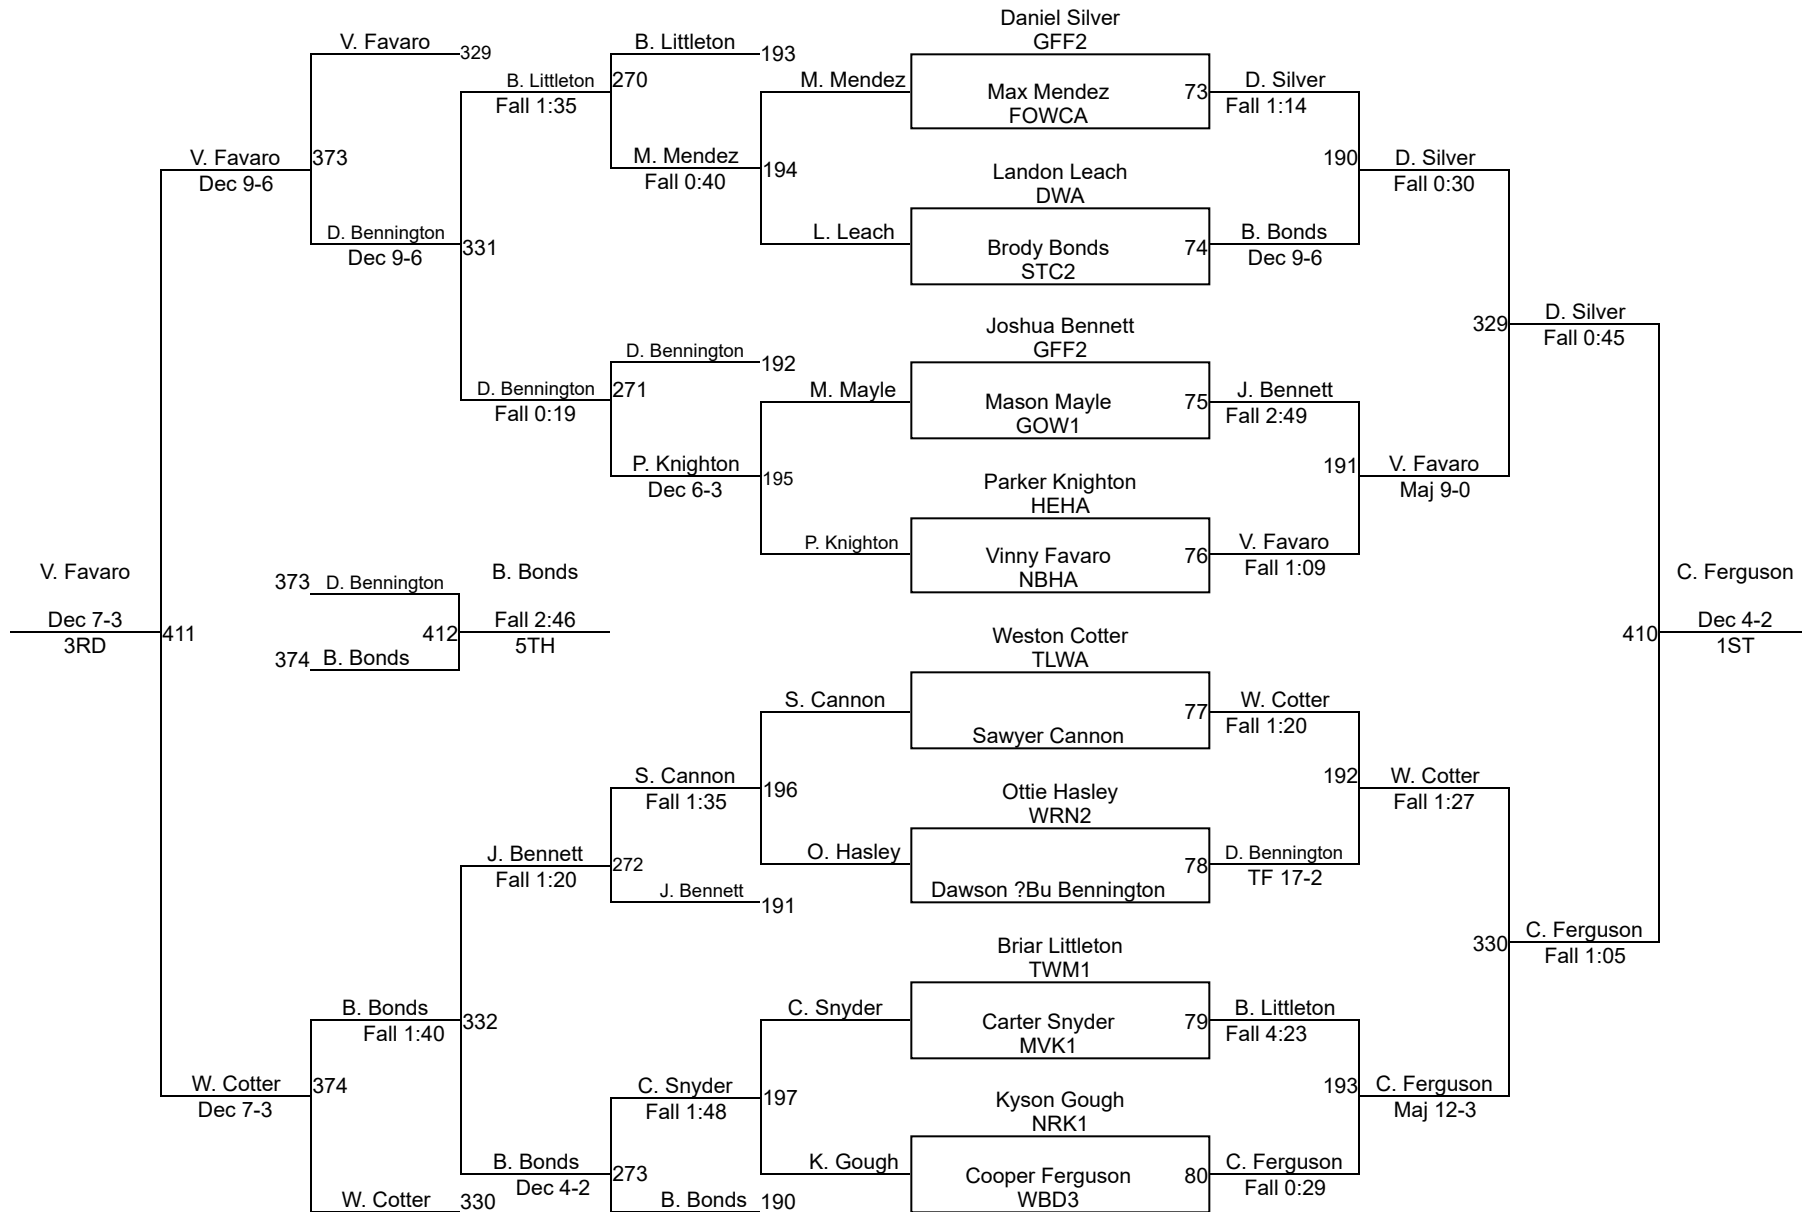 Daniel Silver
GFF2
V. Favaro
329
B. Littleton
193
B. Littleton
270
Fall 1:35
M. Mendez
Max Mendez
73
FOWCA
D. Silver
Fall 1:14
V. Favaro
373
Dec 9-6
M. Mendez
194
Fall 0:40
Landon Leach
DWA
190
D. Silver
Fall 0:30
D. Bennington
331
Dec 9-6
L. Leach
Brody Bonds
74
STC2
B. Bonds
Dec 9-6
Joshua Bennett
GFF2
329
D. Silver
Fall 0:45
D. Bennington
192
D. Bennington
271
Fall 0:19
M. Mayle
Mason Mayle
75
GOW1
J. Bennett
Fall 2:49
P. Knighton
195
Dec 6-3
Parker Knighton
HEHA
191
V. Favaro
Maj 9-0
P. Knighton
Vinny Favaro
76
NBHA
V. Favaro
Fall 1:09
V. Favaro
Dec 7-3
411
3RD
373
D. Bennington
B. Bonds
412
Fall 2:46
5TH
374
B. Bonds
C. Ferguson
410
Dec 4-2
1ST
Weston Cotter
TLWA
S. Cannon
77
Sawyer Cannon
W. Cotter
Fall 1:20
S. Cannon
196
Fall 1:35
Ottie Hasley
WRN2
192
W. Cotter
Fall 1:27
J. Bennett
272
Fall 1:20
O. Hasley
78
Dawson ?Bu Bennington
D. Bennington
TF 17-2
J. Bennett
191
Briar Littleton
TWM1
330
C. Ferguson
Fall 1:05
B. Bonds
332
Fall 1:40
C. Snyder
Carter Snyder
79
MVK1
B. Littleton
Fall 4:23
W. Cotter
374
Dec 7-3
C. Snyder
197
Fall 1:48
Kyson Gough
NRK1
193
C. Ferguson
Maj 12-3
B. Bonds
273
Dec 4-2
K. Gough
Cooper Ferguson
80
WBD3
C. Ferguson
Fall 0:29
W. Cotter
330
B. Bonds
190